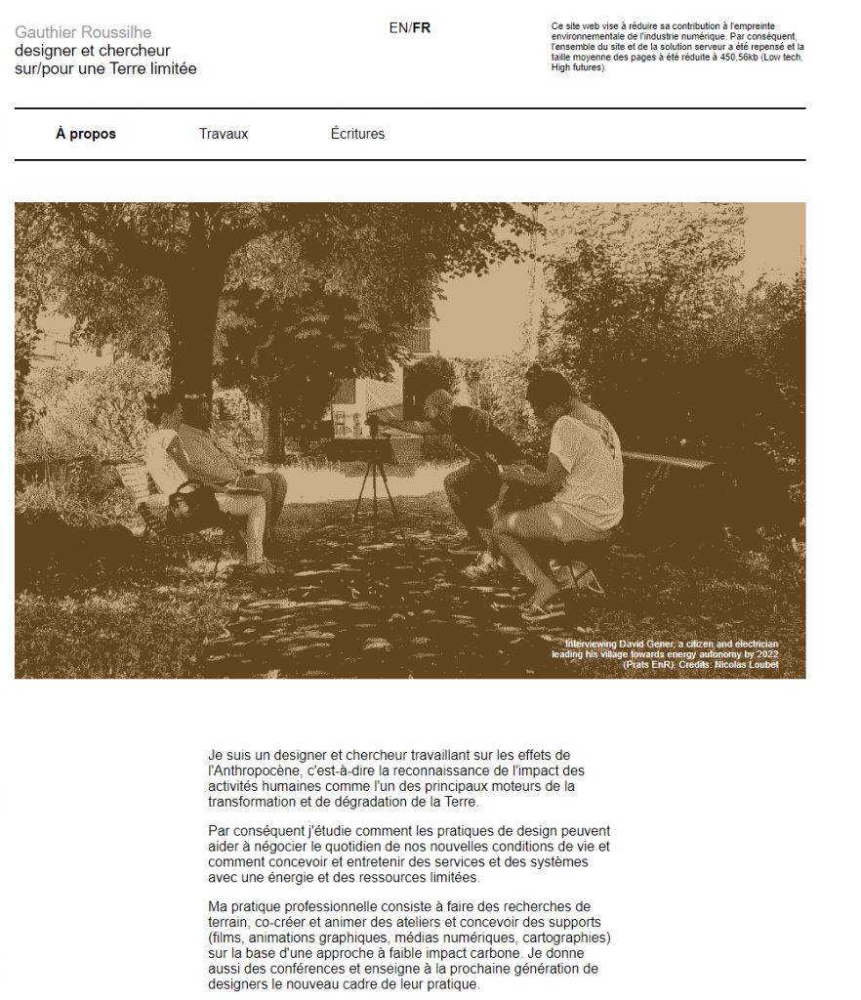 Gauthier Roussilhe
designer et chercheur
sur/pour une Terre limitée
EN/FR
Ce site web vise à réduire sa contribution à l'empreinte
environnementale de l'industrie numérique. Par conséquent,
l'ensemble du site et de la solution serveur a été repensé et la
taille moyenne des pages à été réduite à 450,56kb (Low tech,
High futures).
À propos
Travaux
Écritures
Interviewing David Gener, a citizen and electrician
leading his village towards energy autonomy by 2022
(Prats EnR). Credits: Nicolas Loubet
Je suis un designer et chercheur travaillant sur les effets de
l'Anthropocène, c'est-à-dire la reconnaissance de l'impact des
activités humaines comme l'un des principaux moteurs de la
transformation et de dégradation de la Terre.
Par conséquent j'étudie comment les pratiques de design peuvent
aider à négocier le quotidien de nos nouvelles conditions de vie et
comment concevoir et entretenir des services et des systèmes
avec une énergie et des ressources limitées.
Ma pratique professionnelle consiste à faire des recherches de
terrain, co-créer et animer des ateliers et concevoir des supports
(films, animations graphiques, médias numériques, cartographies)
sur la base d'une approche à faible impact carbone. Je donne
aussi des conférences et enseigne à la prochaine génération de
designers le nouveau cadre de leur pratique.